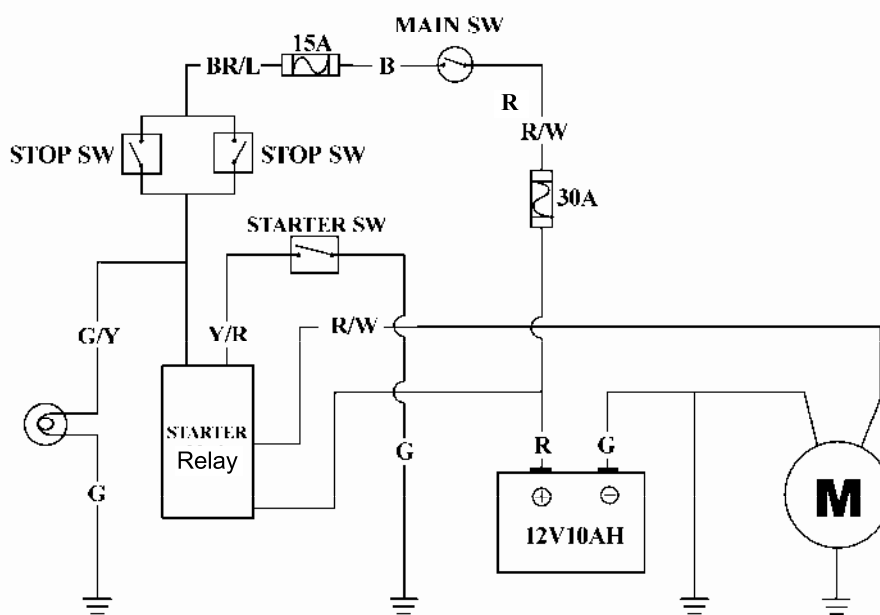 MAIN SW
15A
BR/L
B
R
R/W
STOP SW
STOP SW
30A
STARTER SW
G/Y
Y/R
R/W
STARTER
Relay
G
G
R
G
12V10AH
M